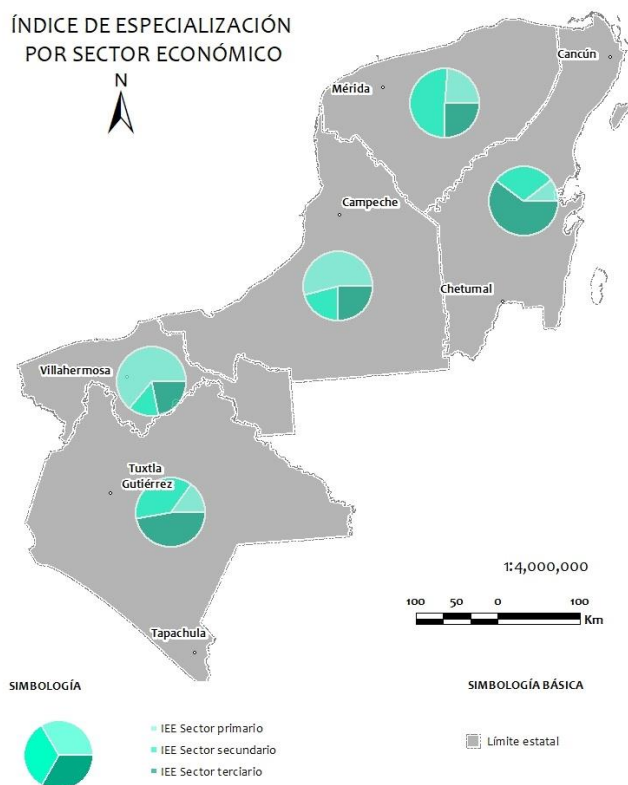 ÍNDICE DE ESPECIALIZACIÓN
POR SECTOR ECONÓMICO
N
Cancún
Mérida
Campeche
Chetumal
Villahermosa
Tuxtla
Gutiérrez
1:4,000,000
100 50 0 100
Km
Tapachula
SIMBOLOGÍA
IEE Sector primario
IEE Sector secundario
IEE Sector terciario
SIMBOLOGÍA BÁSICA
Límite estatal